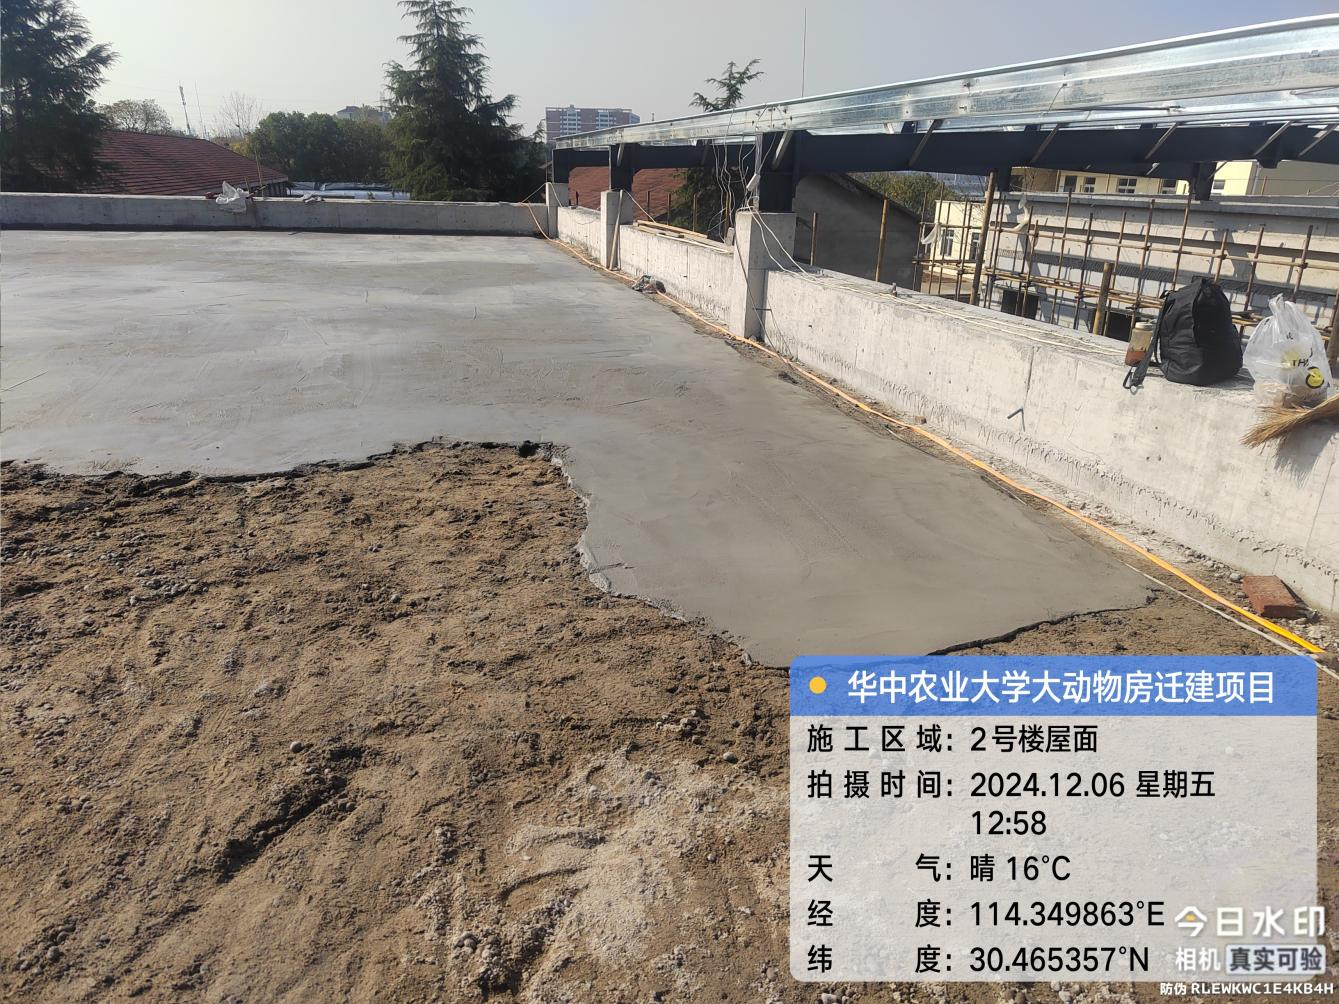 华中农业大学大动物房迁建项目
施工区域：2号楼屋面
拍摄时间：2024.12.06 星期五
12:58
天气：晴 16°C
经度：114.349863°E
纬度：30.465357°N
今日水印
相机 真实可验
防伪 RLEWKWC1E4KB4H